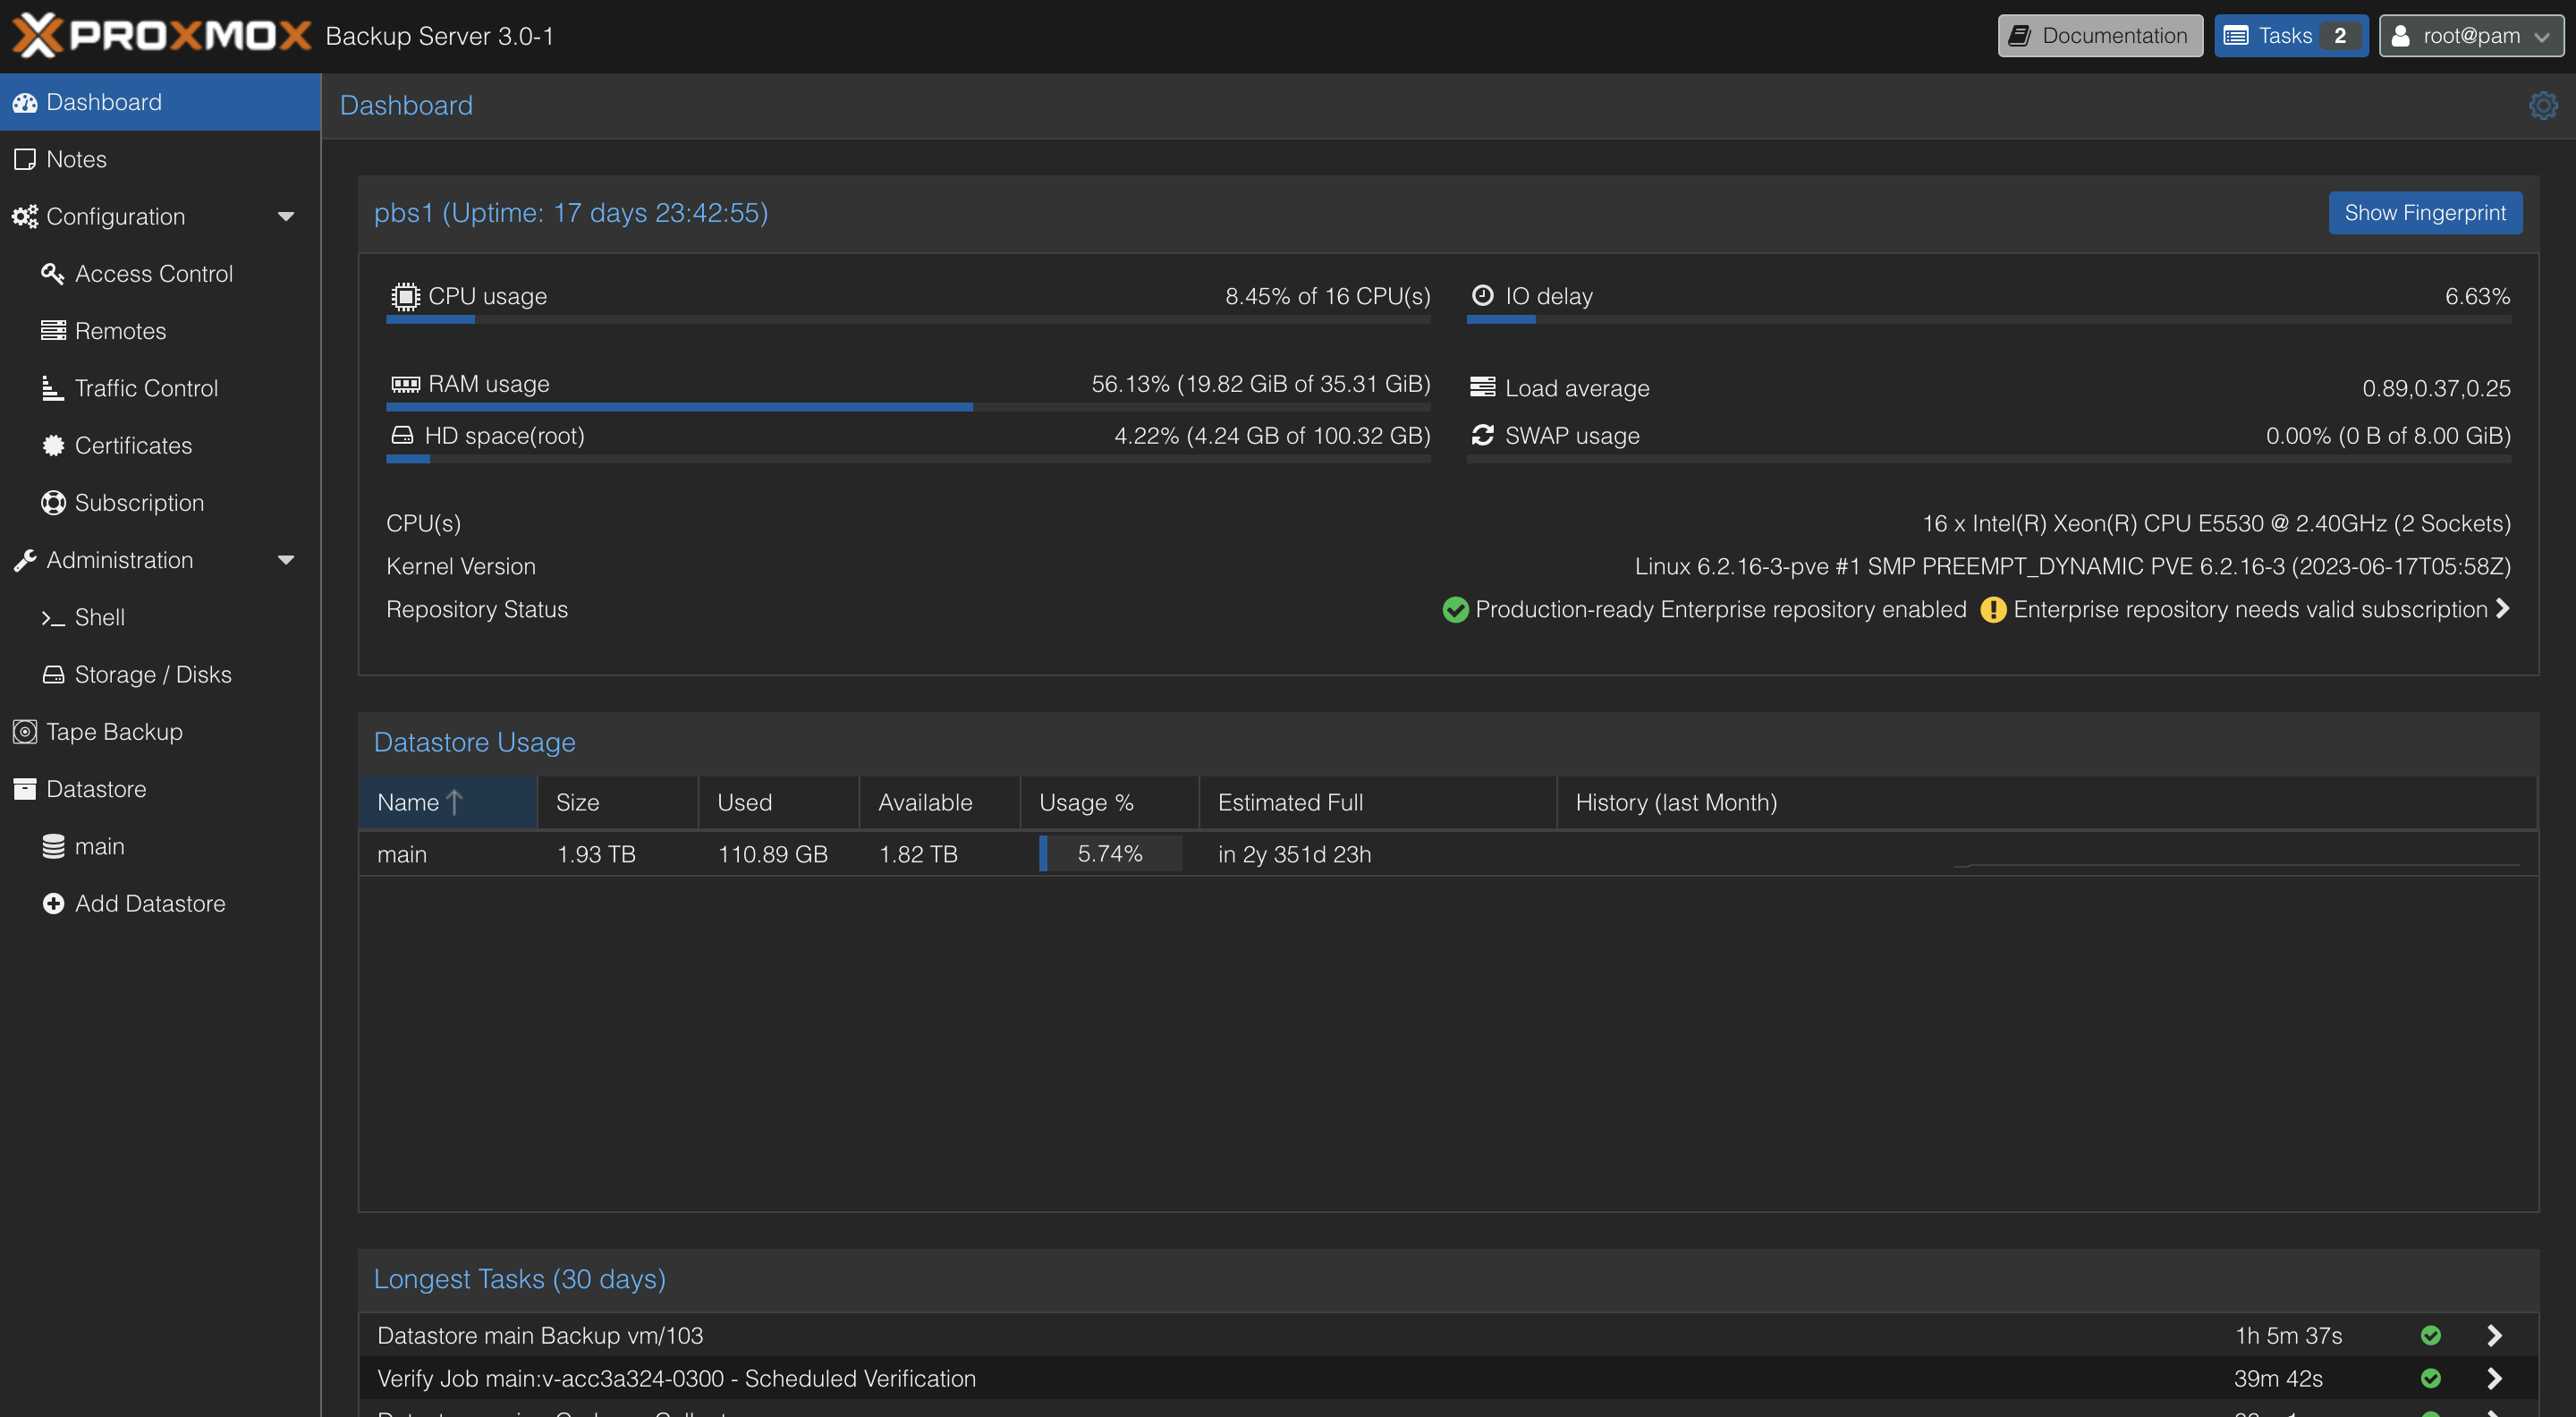 PROXMOX Backup Server 3.0-1
Documentation
Tasks 2
root@pam
Dashboard
Notes
Configuration
Access Control
Remotes
Traffic Control
Certificates
Subscription
Administration
Shell
Storage / Disks
Tape Backup
Datastore
main
Add Datastore
Dashboard
pbs1 (Uptime: 17 days 23:42:55)
Show Fingerprint
CPU usage 8.45% of 16 CPU(s)
IO delay 6.63%
RAM usage 56.13% (19.82 GiB of 35.31 GiB)
Load average 0.89,0.37,0.25
HD space(root) 4.22% (4.24 GB of 100.32 GB)
SWAP usage 0.00% (0 B of 8.00 GiB)
CPU(s) 16 x Intel(R) Xeon(R) CPU E5530 @ 2.40GHz (2 Sockets)
Kernel Version Linux 6.2.16-3-pve #1 SMP PREEMPT_DYNAMIC PVE 6.2.16-3 (2023-06-17T05:58Z)
Repository Status Production-ready Enterprise repository enabled Enterprise repository needs valid subscription
Datastore Usage
Name Size Used Available Usage % Estimated Full History (last Month)
main 1.93 TB 110.89 GB 1.82 TB 5.74% in 2y 351d 23h
Longest Tasks (30 days)
Datastore main Backup vm/103 1h 5m 37s
Verify Job main:v-acc3a324-0300 - Scheduled Verification 39m 42s